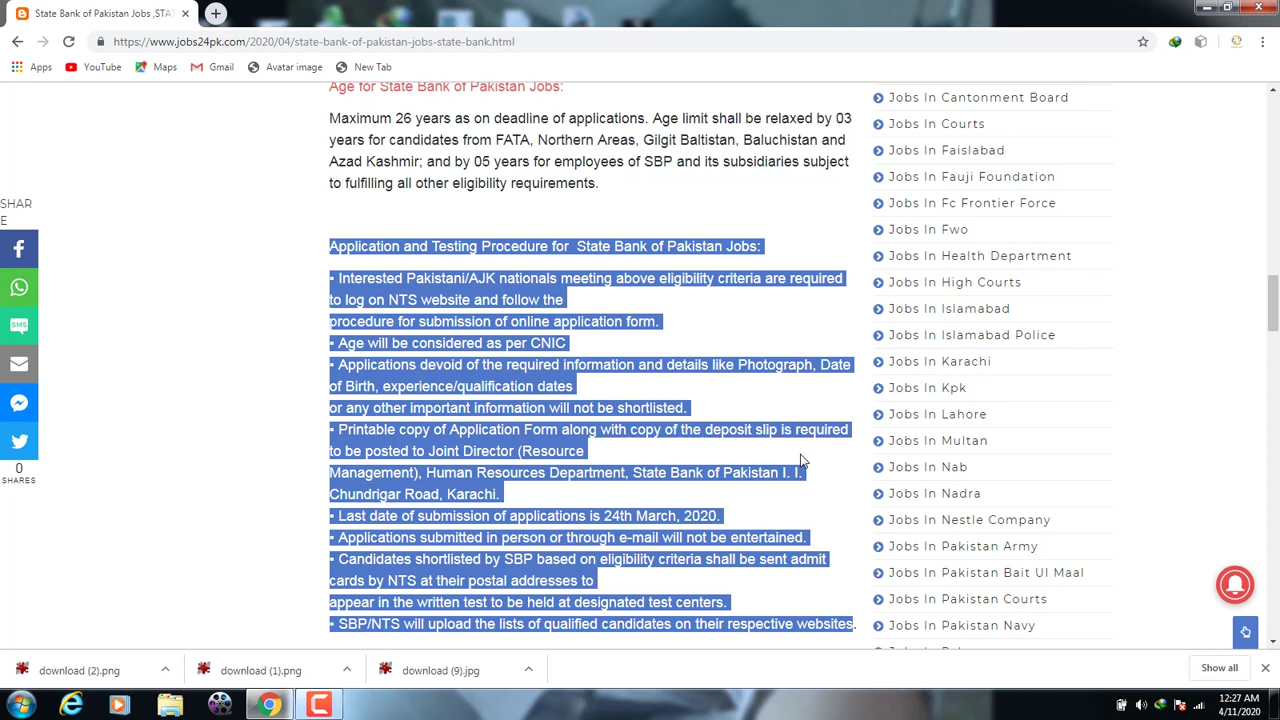 State Bank of Pakistan Jobs ,STAT
https://www.jobs24pk.com/2020/04/state-bank-of-pakistan-jobs-state-bank.html
Apps
YouTube
Maps
Gmail
Avatar image
New Tab
Age for State Bank of Pakistan Jobs:
Maximum 26 years as on deadline of applications. Age limit shall be relaxed by 03
years for candidates from FATA, Northern Areas, Gilgit Baltistan, Baluchistan and
Azad Kashmir; and by 05 years for employees of SBP and its subsidiaries subject
to fulfilling all other eligibility requirements.
SHAR
E
SMS
0
SHARES
Application and Testing Procedure for State Bank of Pakistan Jobs:
▪ Interested Pakistani/AJK nationals meeting above eligibility criteria are required
to log on NTS website and follow the
procedure for submission of online application form.
▪ Age will be considered as per CNIC
▪ Applications devoid of the required information and details like Photograph, Date
of Birth, experience/qualification dates
or any other important information will not be shortlisted.
▪ Printable copy of Application Form along with copy of the deposit slip is required
to be posted to Joint Director (Resource
Management), Human Resources Department, State Bank of Pakistan I. I.
Chundrigar Road, Karachi.
▪ Last date of submission of applications is 24th March, 2020.
▪ Applications submitted in person or through e-mail will not be entertained.
▪ Candidates shortlisted by SBP based on eligibility criteria shall be sent admit
cards by NTS at their postal addresses to
appear in the written test to be held at designated test centers.
▪ SBP/NTS will upload the lists of qualified candidates on their respective websites.
Jobs In Cantonment Board
Jobs In Courts
Jobs In Faislabad
Jobs In Fauji Foundation
Jobs In Fc Frontier Force
Jobs In Fwo
Jobs In Health Department
Jobs In High Courts
Jobs In Islamabad
Jobs In Islamabad Police
Jobs In Karachi
Jobs In Kpk
Jobs In Lahore
Jobs In Multan
Jobs In Nab
Jobs In Nadra
Jobs In Nestle Company
Jobs In Pakistan Army
Jobs In Pakistan Bait Ul Maal
Jobs In Pakistan Courts
Jobs In Pakistan Navy
download (2).png
download (1).png
download (9).jpg
Show all
12:27 AM
4/11/2020